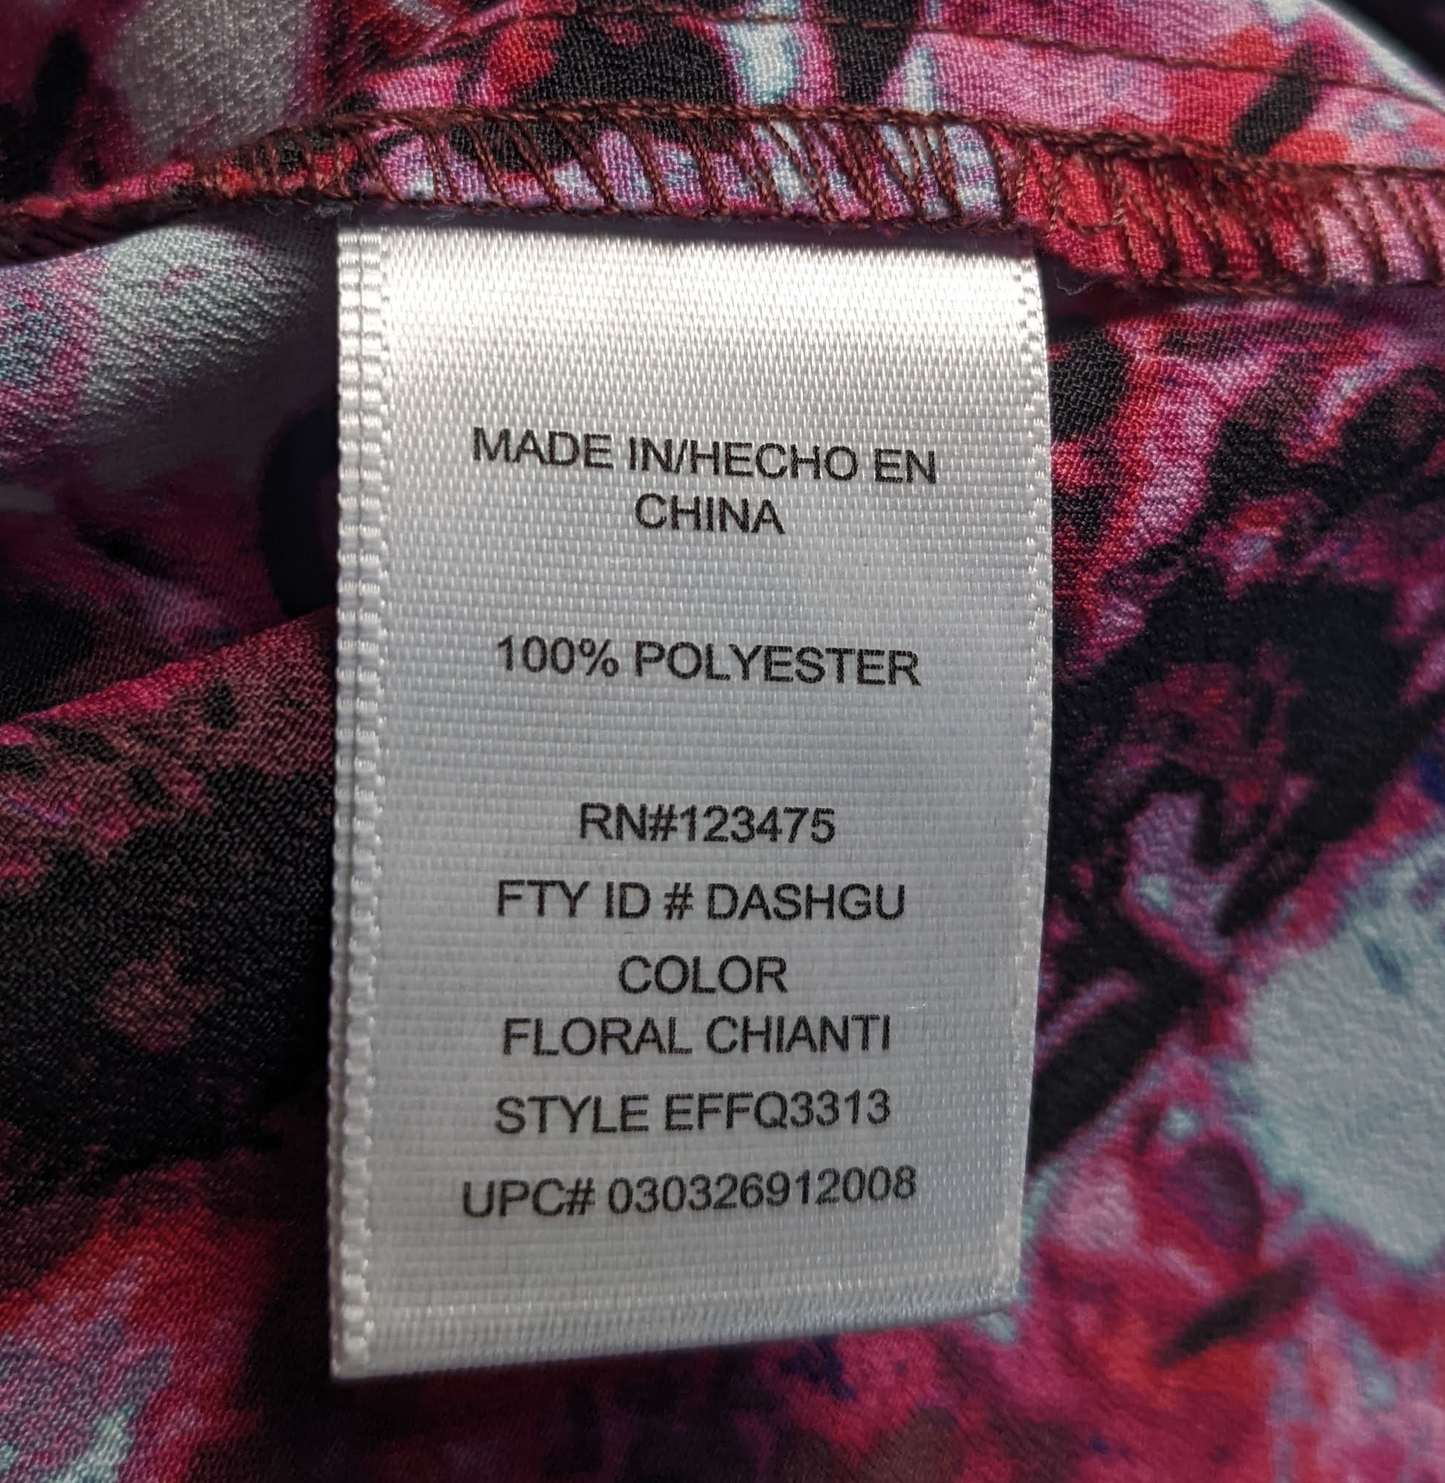 MADE IN/HECHO EN
CHINA
100% POLYESTER
RN#123475
FTY ID # DASHGU
COLOR
FLORAL CHIANTI
STYLE EFFQ3313
UPC# 030326912008